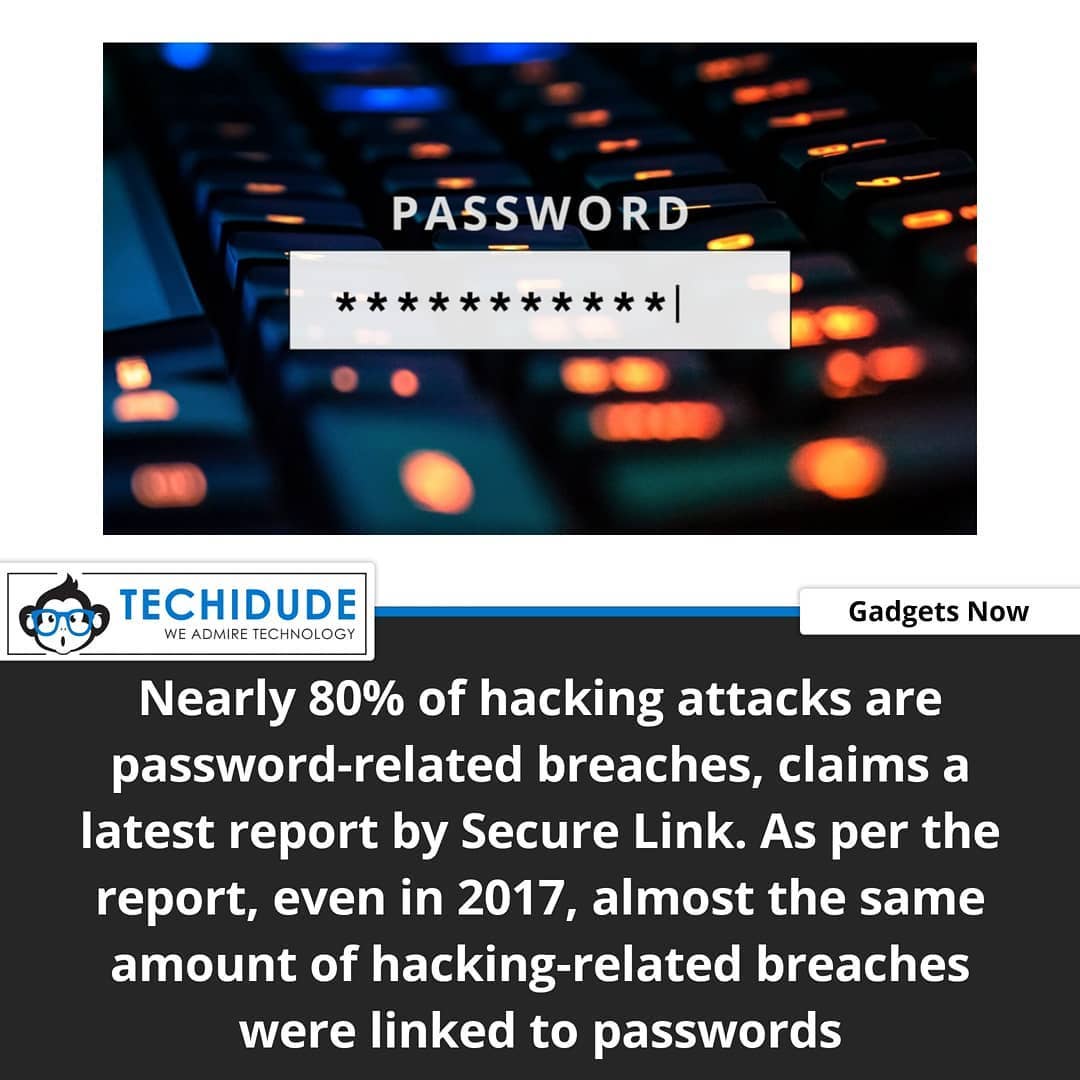 PASSWORD
***********|
TECHIDUDE
WE ADMIRE TECHNOLOGY
Gadgets Now
Nearly 80% of hacking attacks are
password-related breaches, claims a
latest report by Secure Link. As per the
report, even in 2017, almost the same
amount of hacking-related breaches
were linked to passwords